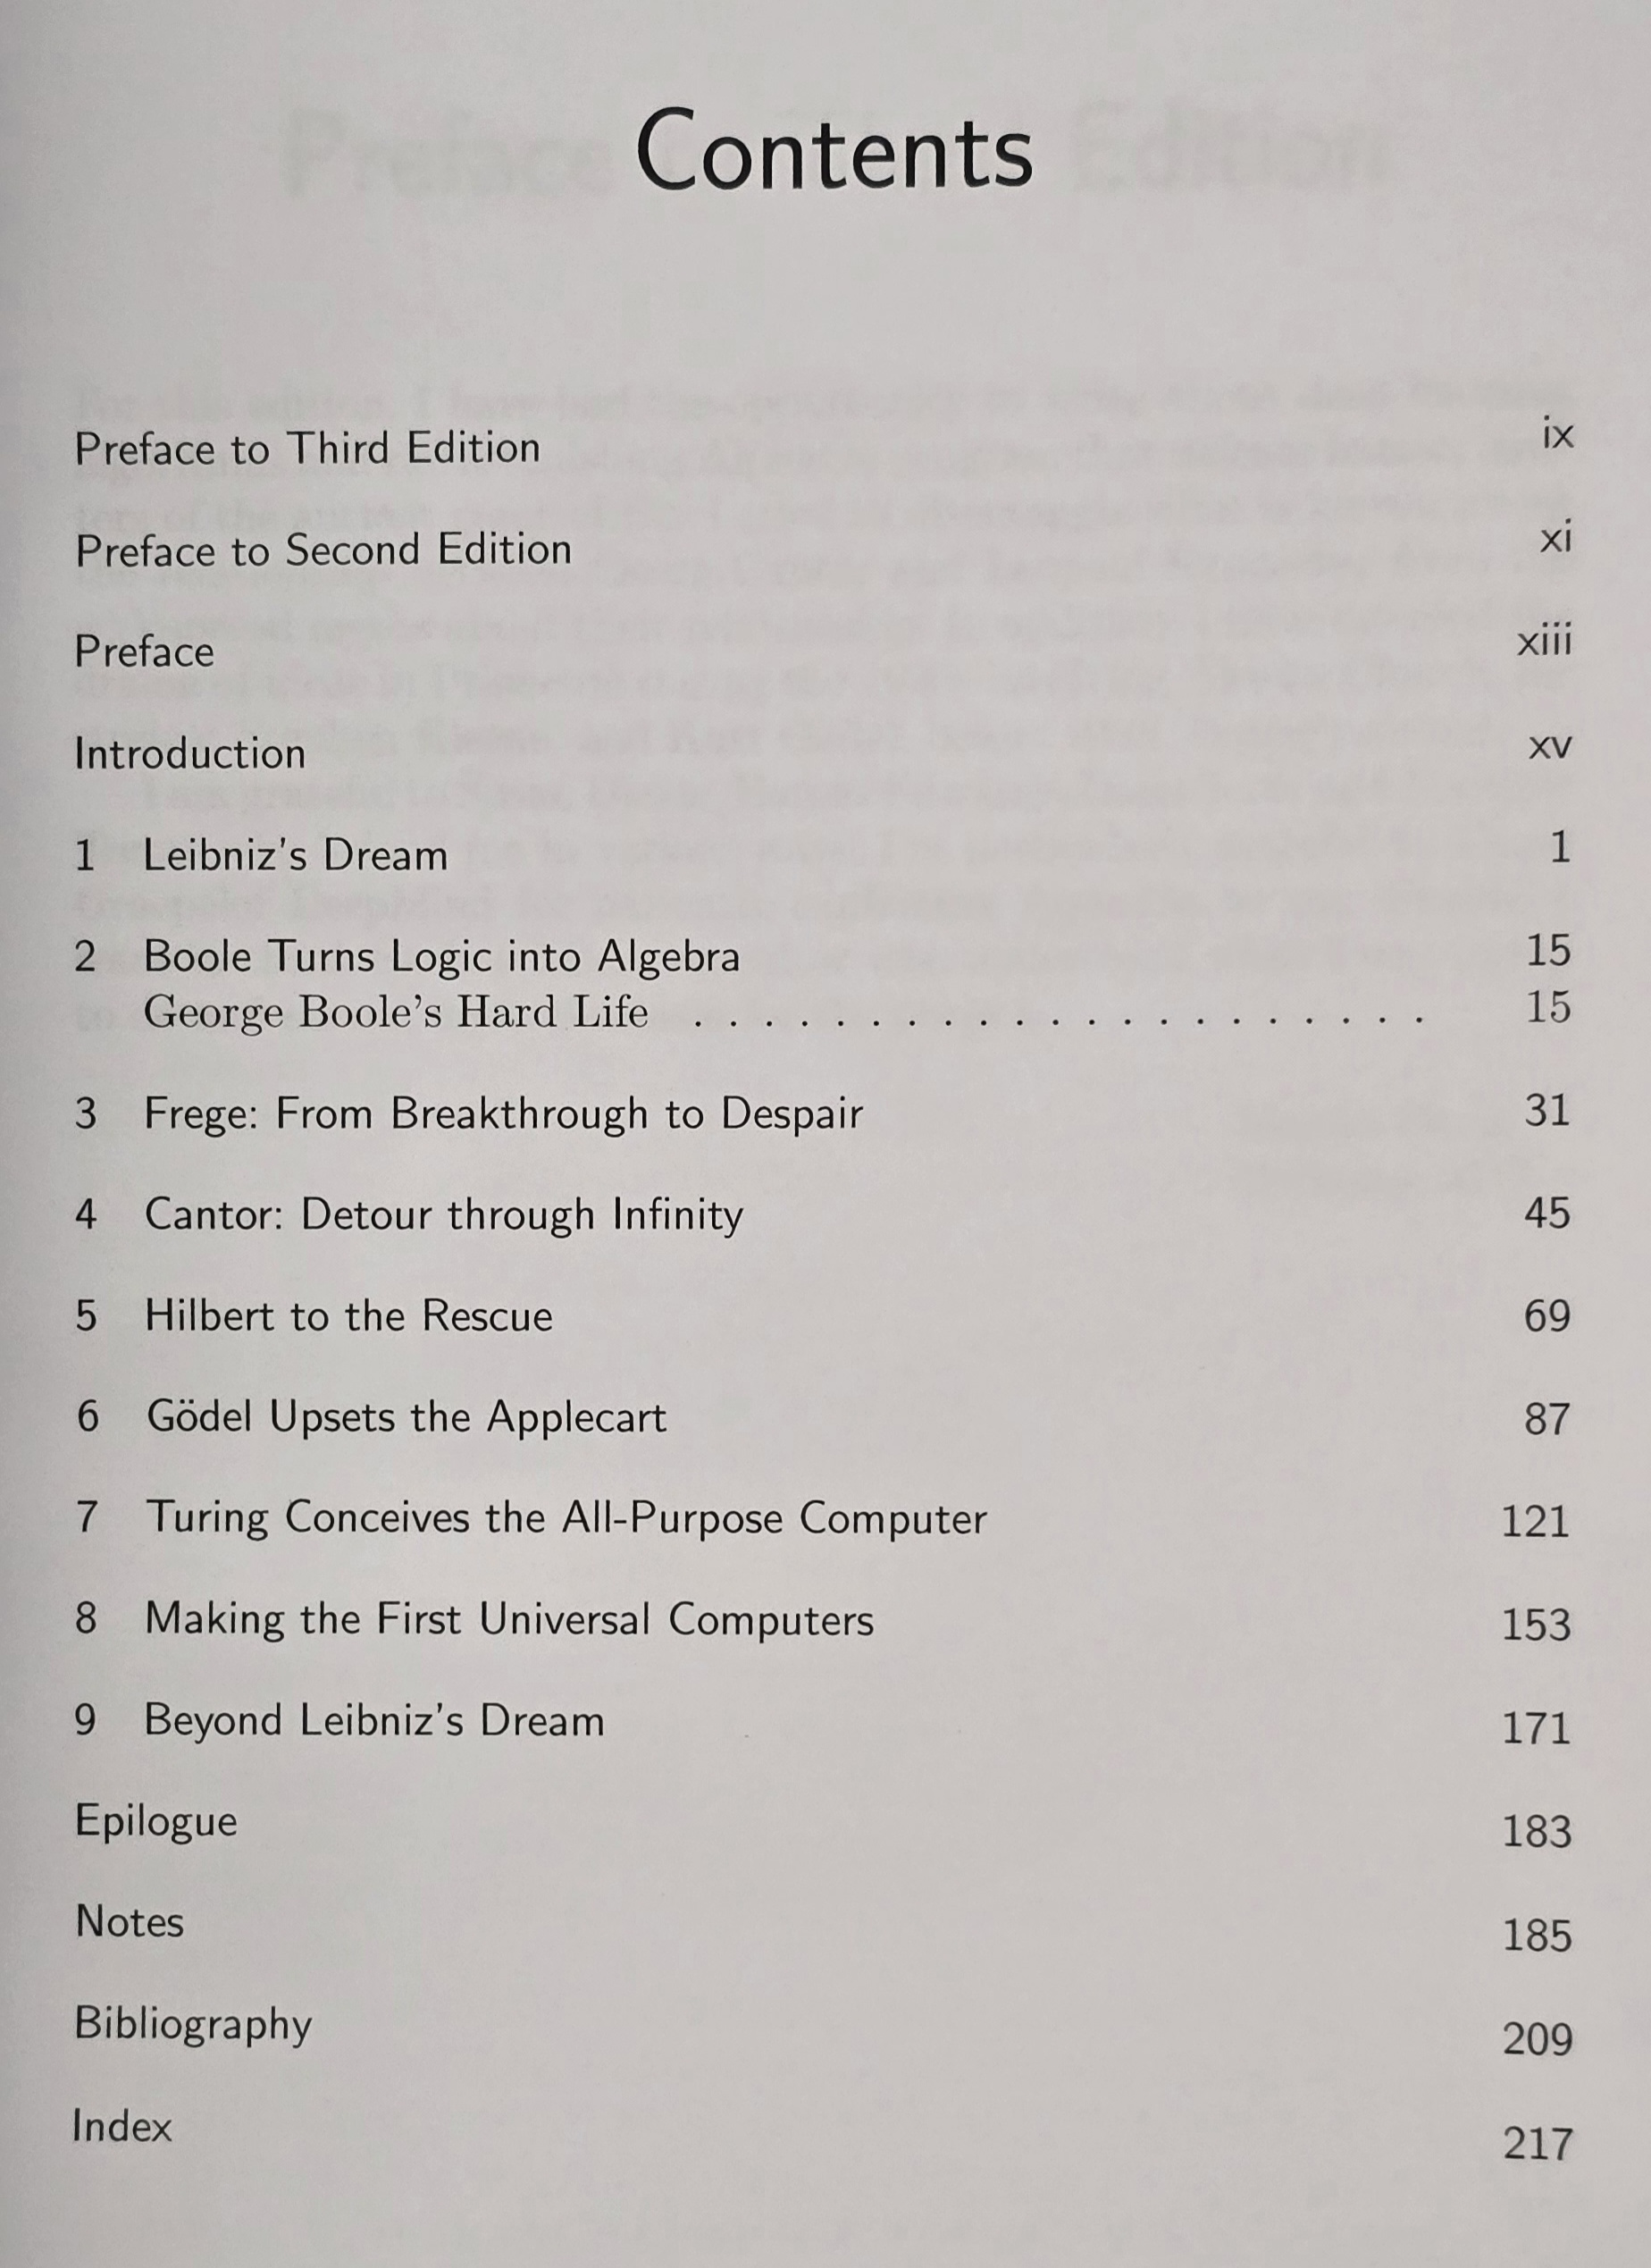 Contents
Preface to Third Edition ix
Preface to Second Edition xi
Preface xiii
Introduction xv
1 Leibniz's Dream 1
2 Boole Turns Logic into Algebra 15
George Boole's Hard Life . . . . . . . . . . . . . . . . . . . . . 15
3 Frege: From Breakthrough to Despair 31
4 Cantor: Detour through Infinity 45
5 Hilbert to the Rescue 69
6 Gödel Upsets the Applecart 87
7 Turing Conceives the All-Purpose Computer 121
8 Making the First Universal Computers 153
9 Beyond Leibniz's Dream 171
Epilogue 183
Notes 185
Bibliography 209
Index 217